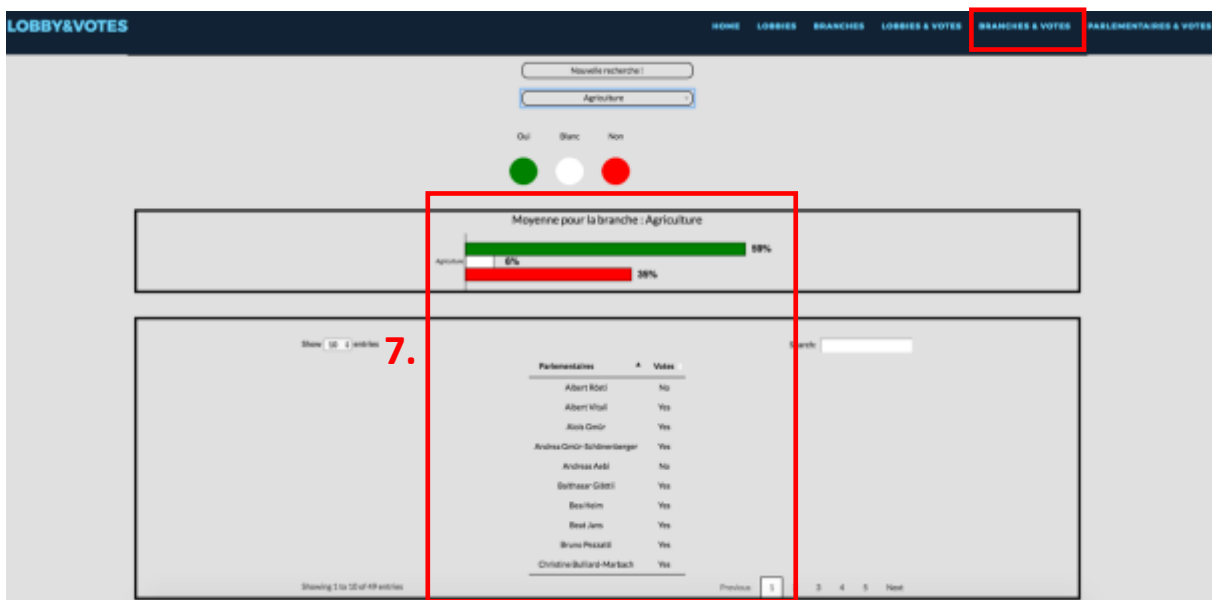 LOBBY&VOTES HOME LOBBIES BRANCHES LOBBIES & VOTES BRANCHES & VOTES PARLEMENTAIRES & VOTES
Nouvelle recherche !
Agriculture
Oui Blanc Non
Moyenne pour la branche : Agriculture
59%
Agriculture 6%
35%
7.
Show 10 entries Search:
Parlementaires Votes
Albert Rösti No
Albert Vitali Yes
Alois Gmür Yes
Andrea Gmür-Schönenberger Yes
Andreas Aebi No
Balthasar Glättli Yes
Bea Heim Yes
Beat Jans Yes
Bruno Pezzatti Yes
Christine Bulliard-Marbach Yes
Showing 1 to 10 of 49 entries Previous 1 3 4 5 Next